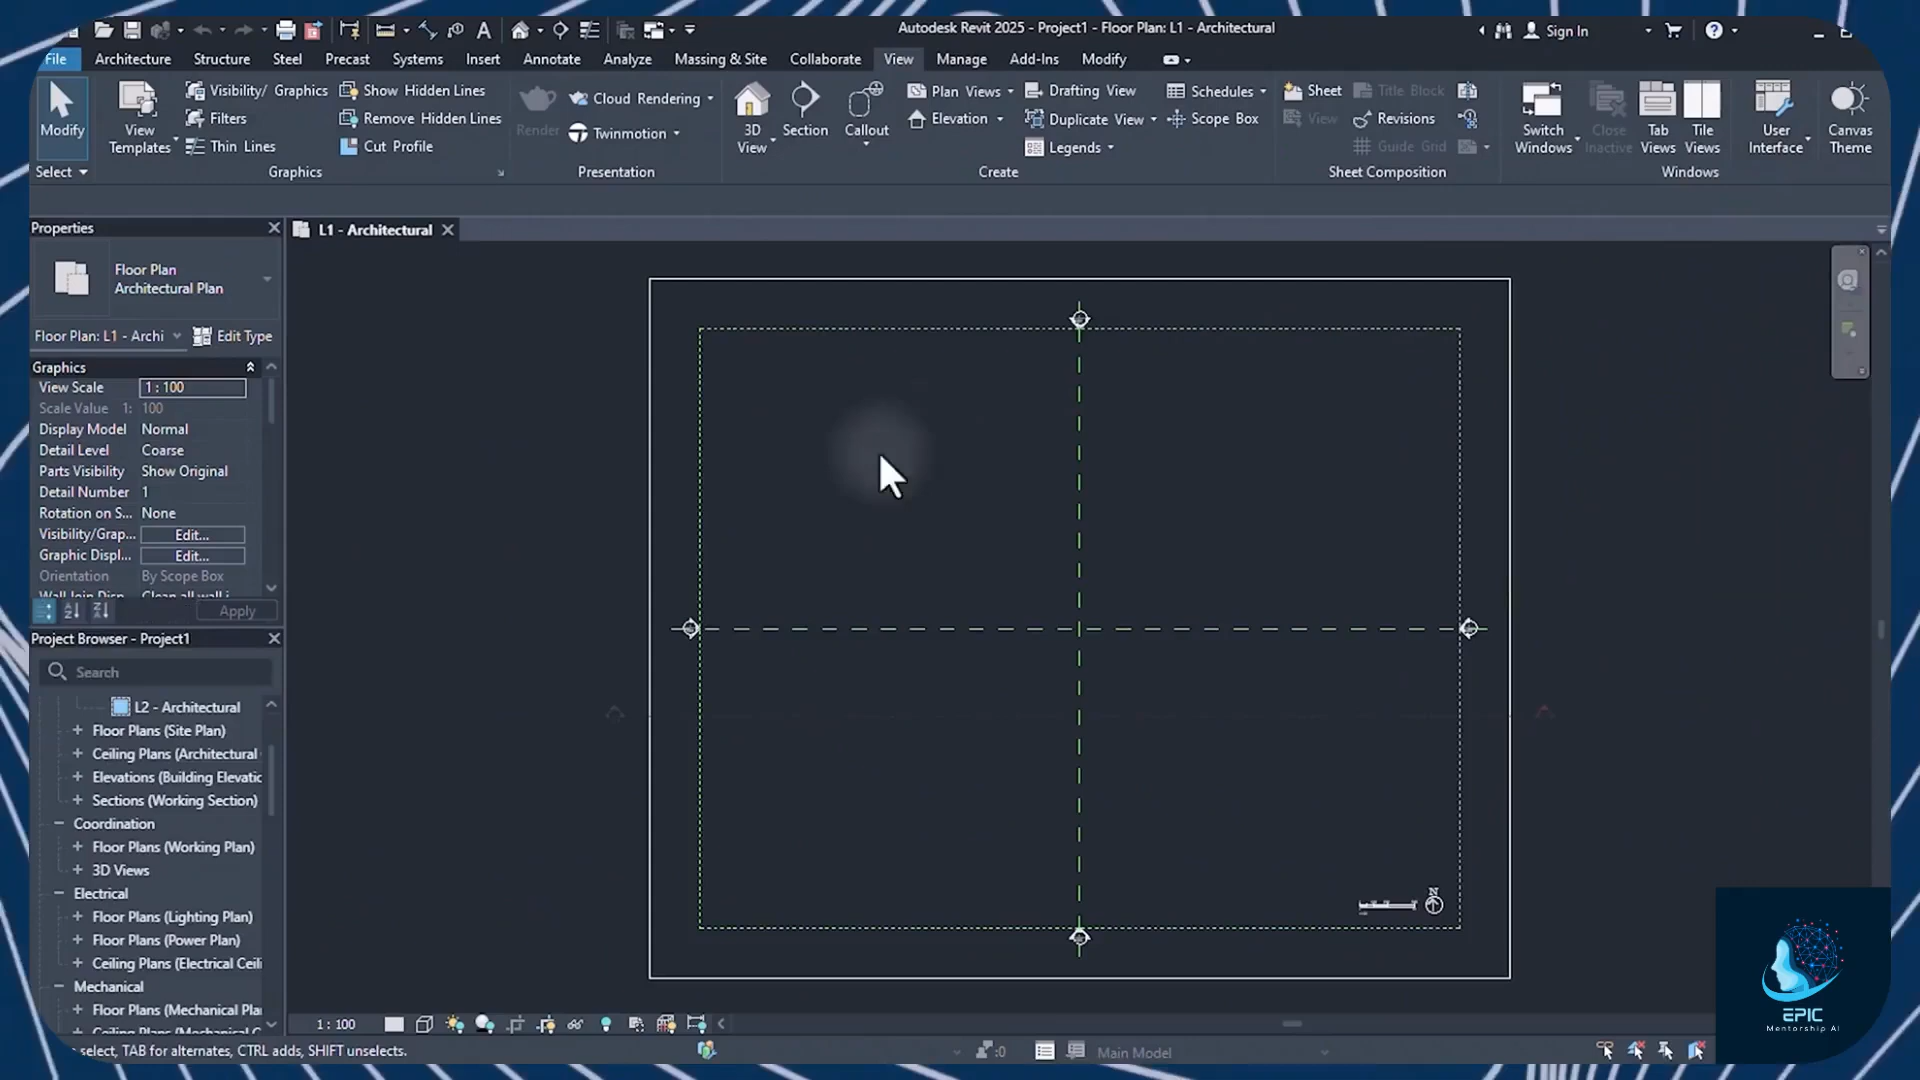 Autodesk Revit 2025 - Project1 - Floor Plan: L1 - Architectural
Sign In
File Architecture Structure Steel Precast Systems Insert Annotate Analyze Massing & Site Collaborate View Manage Add-Ins Modify
Modify
View Templates
Visibility/ Graphics
Filters
Thin Lines
Show Hidden Lines
Remove Hidden Lines
Cut Profile
Render
Cloud Rendering
Twinmotion
3D View
Section
Callout
Plan Views
Elevation
Drafting View
Duplicate View
Legends
Schedules
Scope Box
Sheet
View
Title Block
Revisions
Guide Grid
Switch Windows
Close Inactive
Tab Views
Tile Views
User Interface
Canvas Theme
Select Graphics Presentation Create Sheet Composition Windows
Properties
L1 - Architectural
Floor Plan
Architectural Plan
Floor Plan: L1 - Archi Edit Type
Graphics
View Scale 1 : 100
Scale Value 1: 100
Display Model Normal
Detail Level Coarse
Parts Visibility Show Original
Detail Number 1
Rotation on S... None
Visibility/Grap... Edit...
Graphic Displ... Edit...
Orientation By Scope Box
Apply
Project Browser - Project1
Search
L2 - Architectural
Floor Plans (Site Plan)
Ceiling Plans (Architectural
Elevations (Building Elevatic
Sections (Working Section)
Coordination
Floor Plans (Working Plan)
3D Views
Electrical
Floor Plans (Lighting Plan)
Floor Plans (Power Plan)
Ceiling Plans (Electrical Ceili
Mechanical
Floor Plans (Mechanical Plar
N
1 : 100
select, TAB for alternates, CTRL adds, SHIFT unselects.
:0
Main Model
EPIC
Mentorship AI